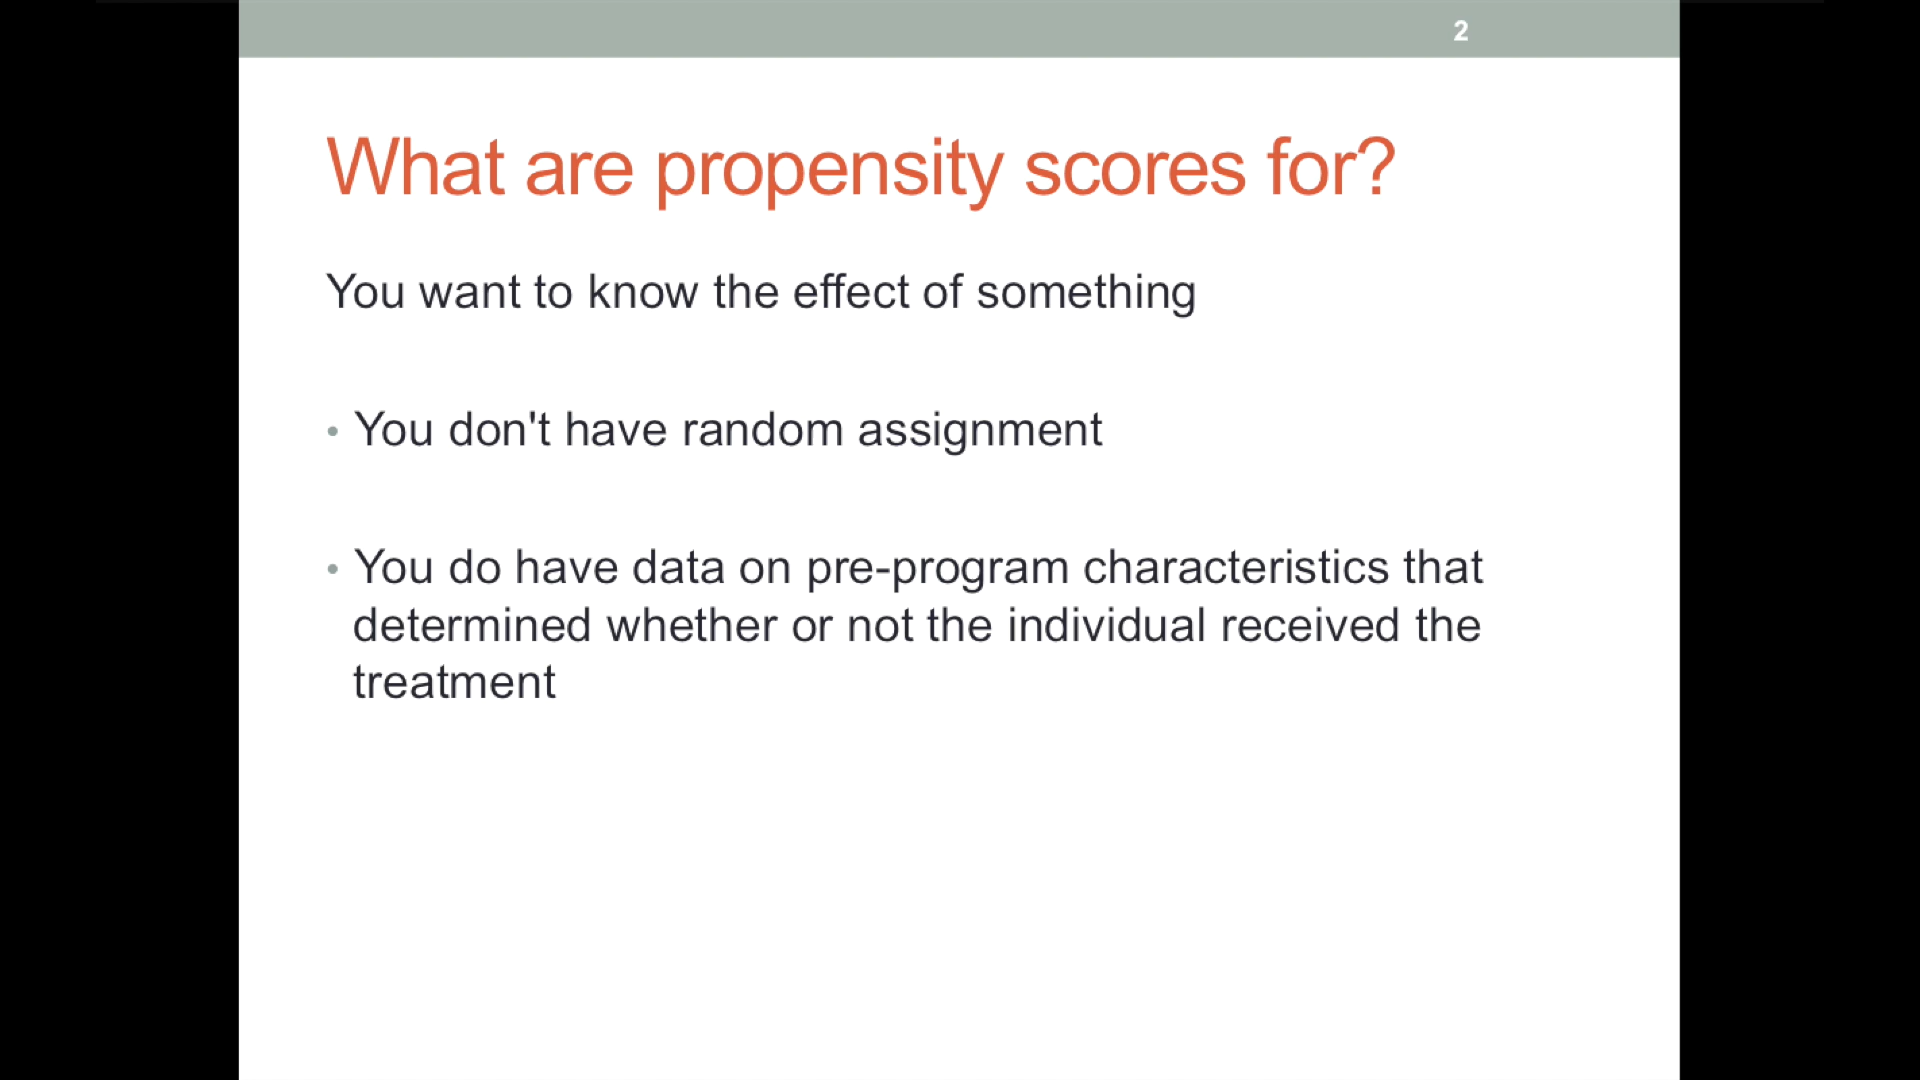 2
What are propensity scores for?
You want to know the effect of something
• You don't have random assignment
• You do have data on pre-program characteristics that
determined whether or not the individual received the
treatment